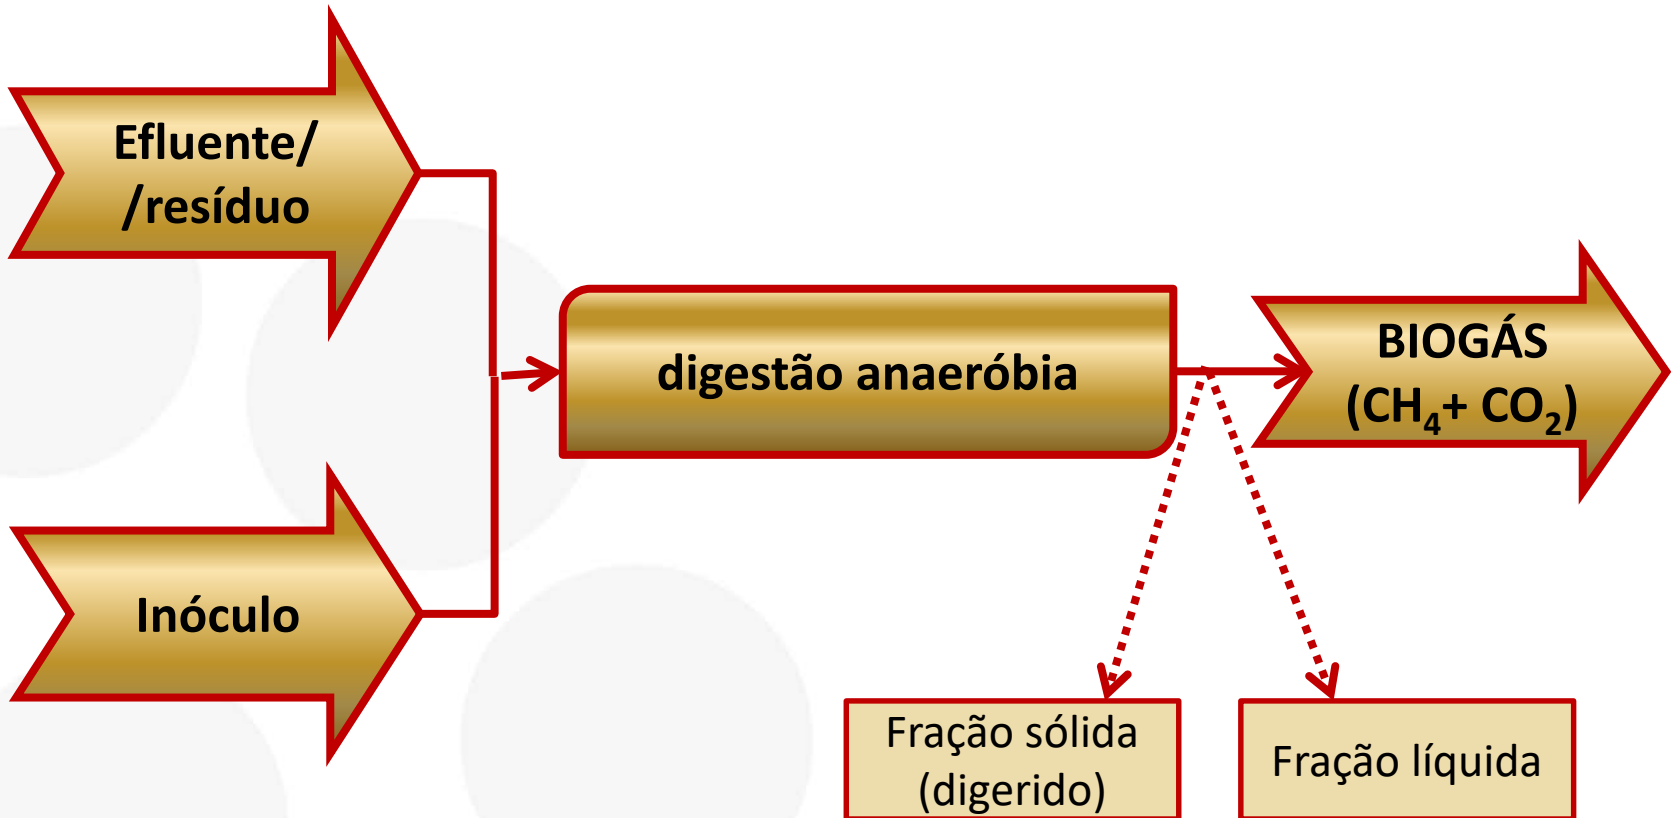 Efluente/
/resíduo
digestão anaeróbia
BIOGÁS
(CH₄+ CO₂)
Inóculo
Fração sólida
(digerido)
Fração líquida